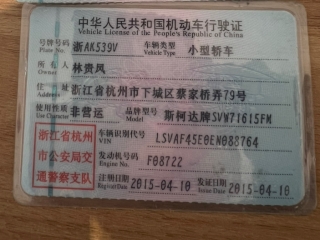 中华人民共和国机动车行驶证
Vehicle License of the People's Republic of China
号牌号码 浙AK539V 车辆类型 小型轿车
Plate No. Vehicle Type
所有人 林贵凤
Owner
住址 浙江省杭州市下城区蔡家桥弄79号
Address
使用性质 非营运 品牌型号 斯柯达牌SVW71615FM
Use Character Model
浙江省杭州市公安局交通警察支队
车辆识别代号 LSVAF45E0EN088764
VIN
发动机号码 F08722
Engine No.
注册日期 2015-04-10 发证日期 2015-04-10
Register Date Issue Date